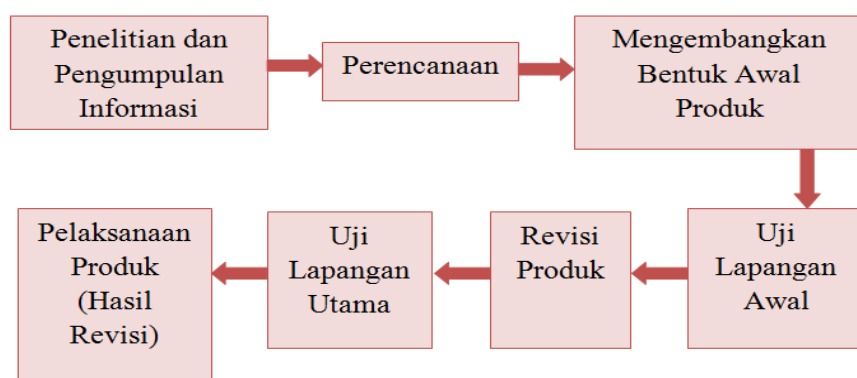 Penelitian dan
Pengumpulan
Informasi
Perencanaan
Mengembangkan
Bentuk Awal
Produk
Uji
Lapangan
Awal
Revisi
Produk
Uji
Lapangan
Utama
Pelaksanaan
Produk
(Hasil
Revisi)